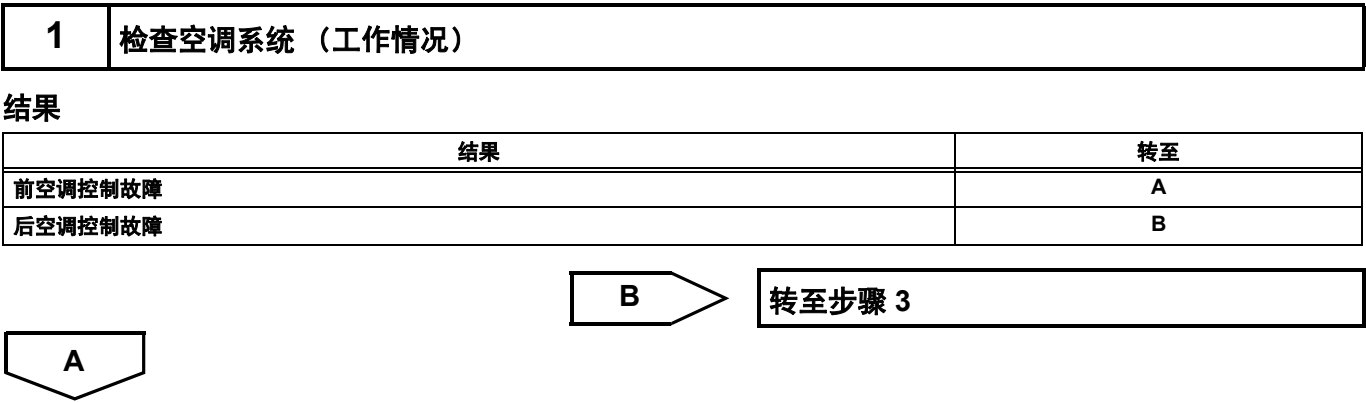 1 检查空调系统 （工作情况）
结果
结果 转至
前空调控制故障 A
后空调控制故障 B
B 转至步骤 3
A